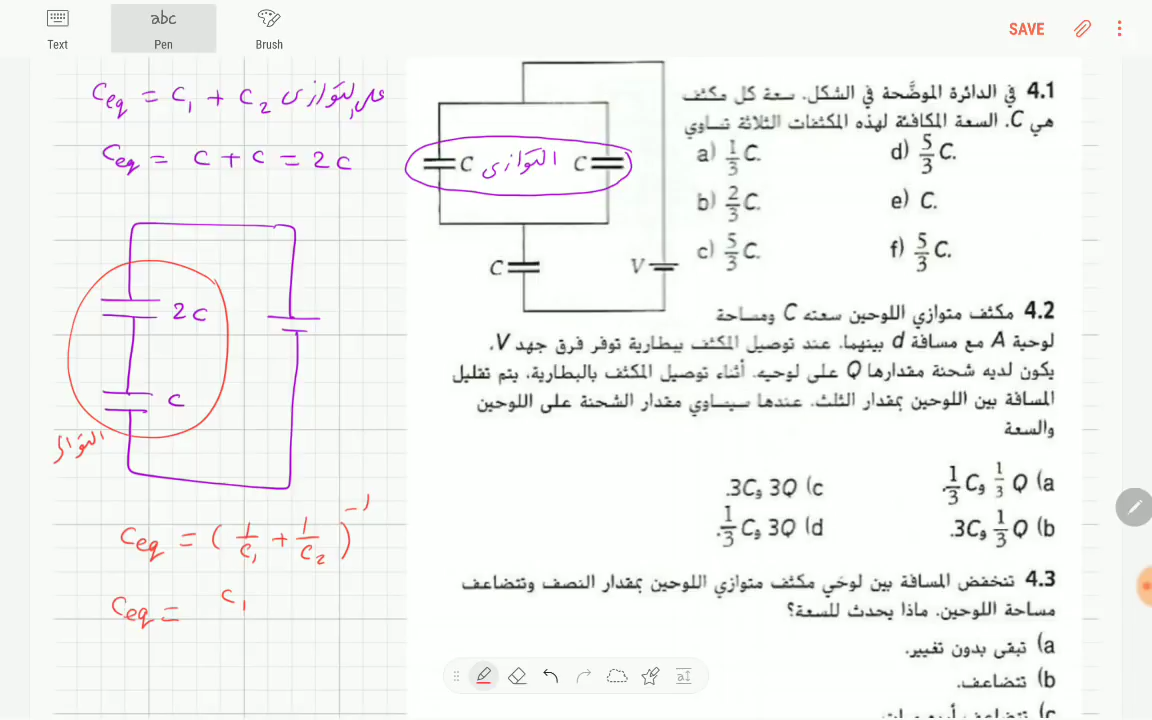 Text
abc
Pen
Brush
SAVE
Ceq = C₁ + C₂ على التوازي
Ceq = C + C = 2C
2C
C
التوالي
Ceq = (1/C₁ + 1/C₂)⁻¹
Ceq = C₁
C التوازي C
C
V
4.1 في الدائرة الموضَّحة في الشكل. سعة كل مكثف
هي C. السعة المكافئة لهذه المكثفات الثلاثة تساوي
a) 1/3 C.
d) 5/3 C.
b) 2/3 C.
e) C.
c) 5/3 C.
f) 5/3 C.
4.2 مكثف متوازي اللوحين سعته C ومساحة
لوحية A مع مسافة d بينهما. عند توصيل المكثف ببطارية توفر فرق جهد V.
يكون لديه شحنة مقدارها Q على لوحيه. أثناء توصيل المكثف بالبطارية، يتم تقليل
المسافة بين اللوحين بمقدار الثلث. عندها سيساوي مقدار الشحنة على اللوحين
والسعة
a) 1/3 Q و 1/3 C.
c) 3Q و 3C.
b) 1/3 Q و 3C.
d) 3Q و 1/3 C.
4.3 تنخفض المسافة بين لوحَي مكثف متوازي اللوحين بمقدار النصف وتتضاعف
مساحة اللوحين. ماذا يحدث للسعة؟
a) تبقى بدون تغيير.
b) تتضاعف.